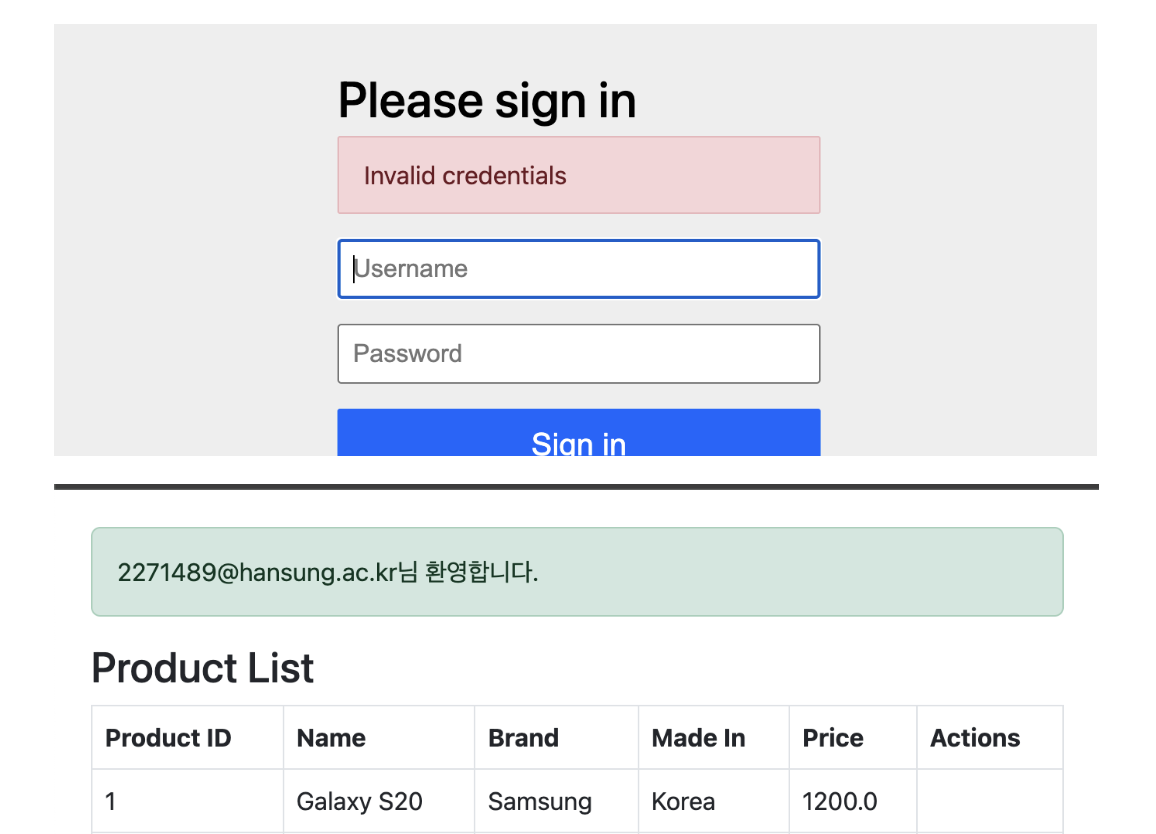 Please sign in
Invalid credentials
Username
Password
Sign in
2271489@hansung.ac.kr님 환영합니다.
Product List
Product ID Name Brand Made In Price Actions
1 Galaxy S20 Samsung Korea 1200.0